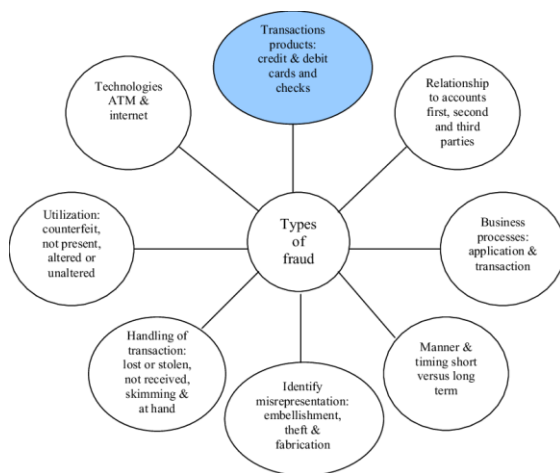 Transactions
products:
credit & debit
cards and
checks
Technologies
ATM &
internet
Relationship
to accounts
first, second
and third
parties
Utilization:
counterfeit,
not present,
altered or
unaltered
Types
of
fraud
Business
processes:
application &
transaction
Handling of
transaction:
lost or stolen,
not received,
skimming &
at hand
Identify
misrepresentation:
embellishment,
theft &
fabrication
Manner &
timing short
versus long
term